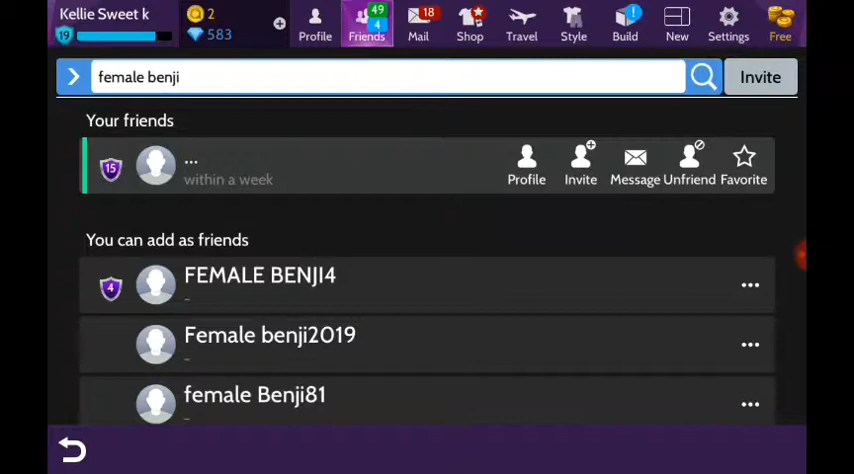 Kellie Sweet k
19
2
583
Profile
49
4
Friends
18
Mail
Shop
Travel
Style
!
Build
New
Settings
Free
female benji
Invite
Your friends
15
...
within a week
Profile
Invite
Message
Unfriend
Favorite
You can add as friends
4
FEMALE BENJI4
-
Female benji2019
-
female Benji81
-